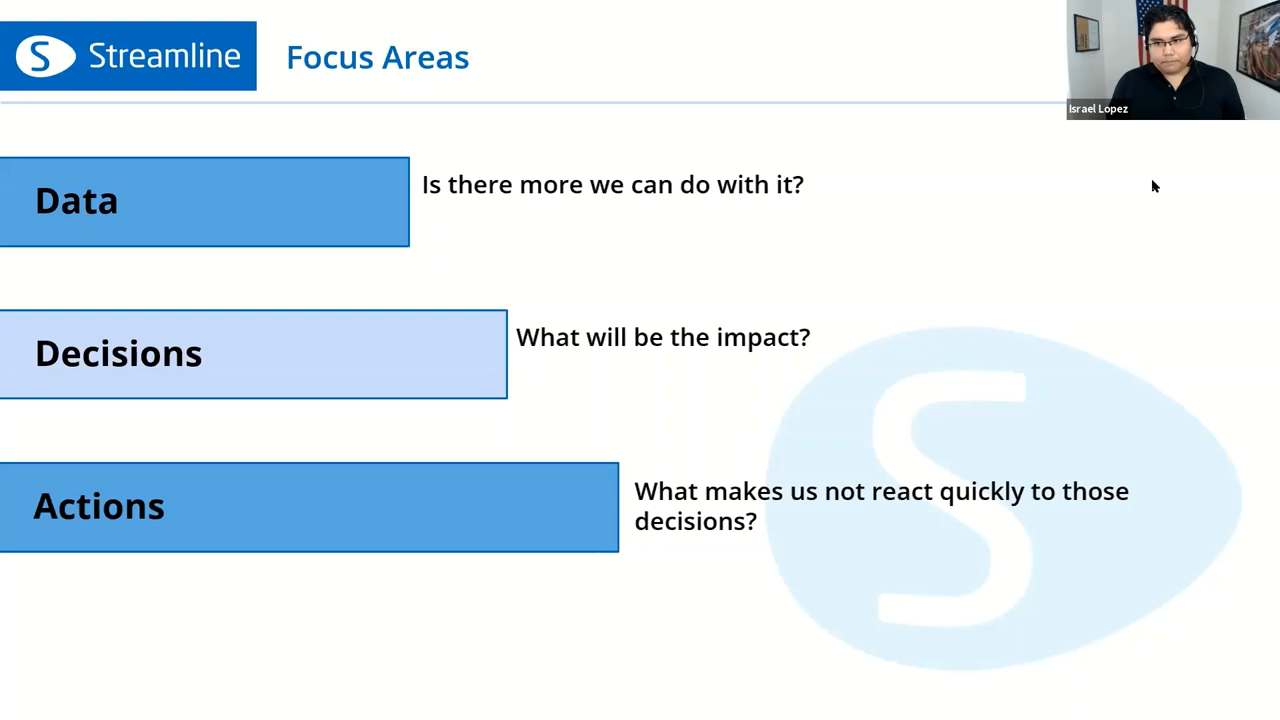 S Streamline
Focus Areas
Israel Lopez
Data
Is there more we can do with it?
Decisions
What will be the impact?
S
Actions
What makes us not react quickly to those
decisions?